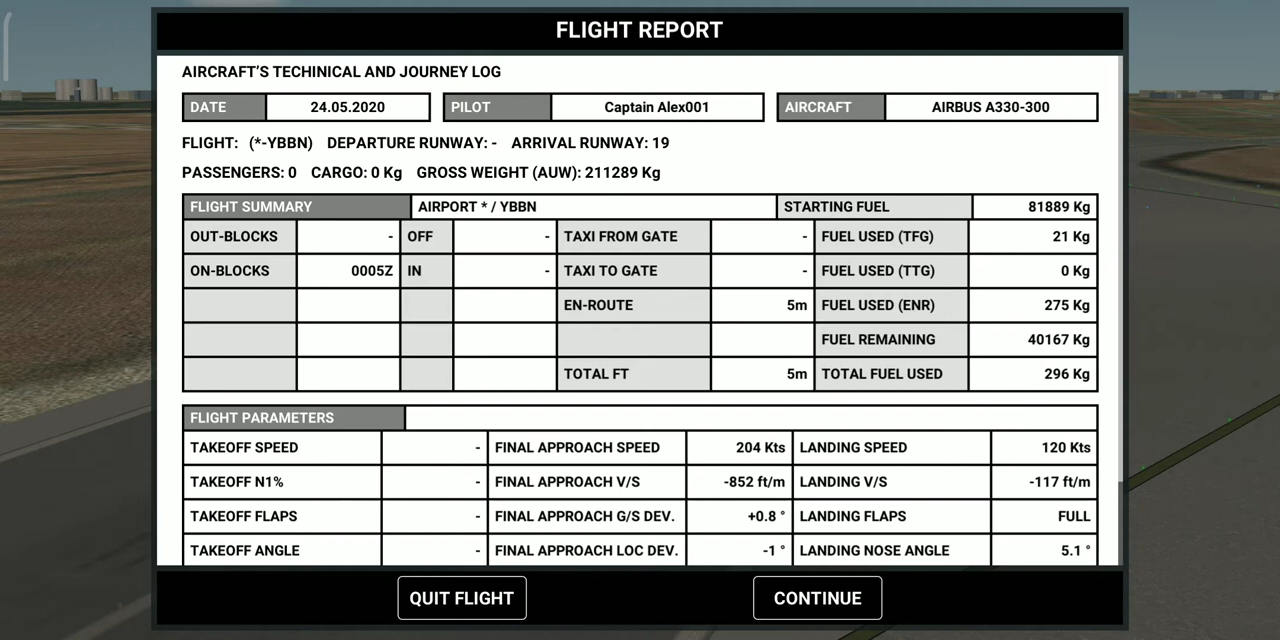 FLIGHT REPORT
AIRCRAFT'S TECHINICAL AND JOURNEY LOG
DATE 24.05.2020 PILOT Captain Alex001 AIRCRAFT AIRBUS A330-300
FLIGHT: (*-YBBN) DEPARTURE RUNWAY: - ARRIVAL RUNWAY: 19
PASSENGERS: 0 CARGO: 0 Kg GROSS WEIGHT (AUW): 211289 Kg
FLIGHT SUMMARY AIRPORT * / YBBN STARTING FUEL 81889 Kg
OUT-BLOCKS - OFF - TAXI FROM GATE - FUEL USED (TFG) 21 Kg
ON-BLOCKS 0005Z IN - TAXI TO GATE - FUEL USED (TTG) 0 Kg
EN-ROUTE 5m FUEL USED (ENR) 275 Kg
FUEL REMAINING 40167 Kg
TOTAL FT 5m TOTAL FUEL USED 296 Kg
FLIGHT PARAMETERS
TAKEOFF SPEED - FINAL APPROACH SPEED 204 Kts LANDING SPEED 120 Kts
TAKEOFF N1% - FINAL APPROACH V/S -852 ft/m LANDING V/S -117 ft/m
TAKEOFF FLAPS - FINAL APPROACH G/S DEV. +0.8 ° LANDING FLAPS FULL
TAKEOFF ANGLE - FINAL APPROACH LOC DEV. -1 ° LANDING NOSE ANGLE 5.1 °
QUIT FLIGHT CONTINUE